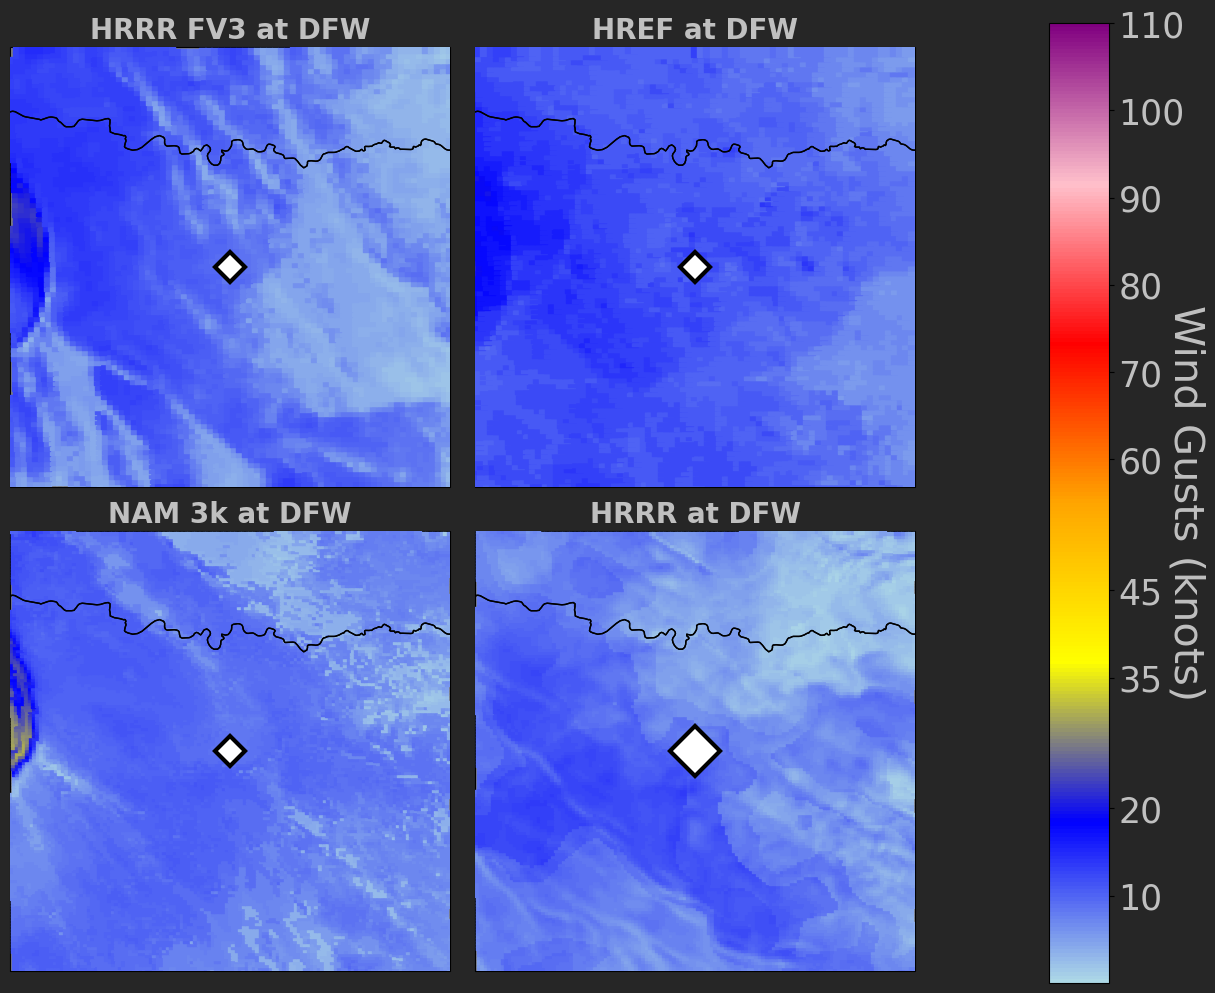 HRRR FV3 at DFW
HREF at DFW
NAM 3k at DFW
HRRR at DFW
110
100
90
80
70
60
45
35
20
10
Wind Gusts (knots)